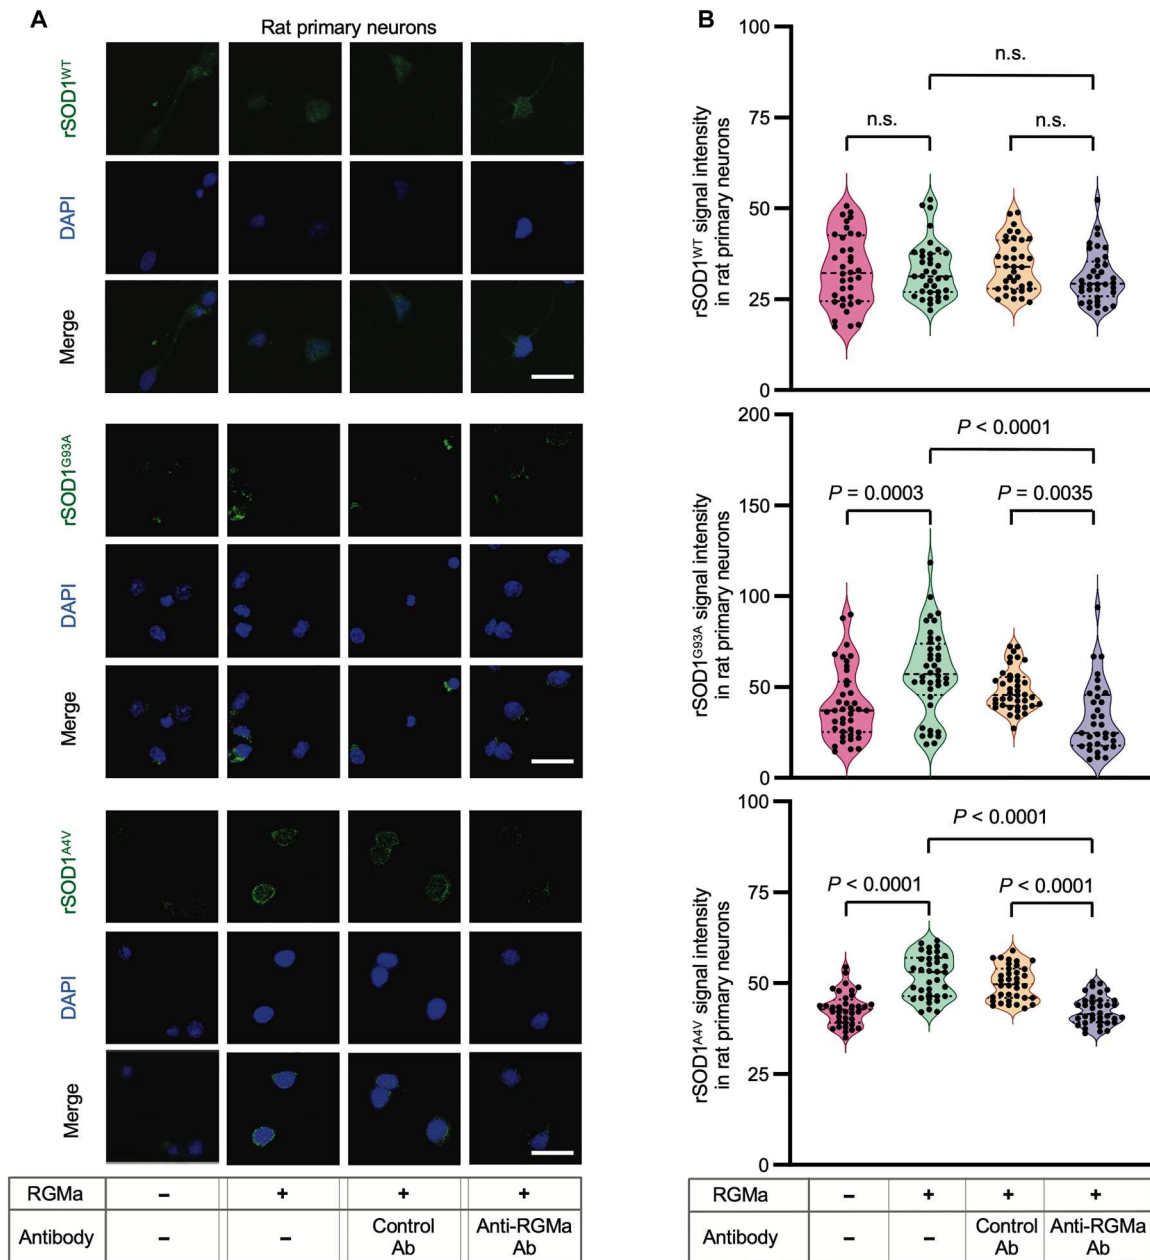 A
Rat primary neurons
rSOD1WT
DAPI
Merge
rSOD1G93A
DAPI
Merge
rSOD1A4V
DAPI
Merge
RGMa – + + +
Antibody – – Control Ab Anti-RGMa Ab
B
100
75
50
25
0
rSOD1WT signal intensity
in rat primary neurons
n.s.
n.s.
n.s.
200
150
100
50
0
rSOD1G93A signal intensity
in rat primary neurons
P < 0.0001
P = 0.0003
P = 0.0035
100
75
50
25
0
rSOD1A4V signal intensity
in rat primary neurons
P < 0.0001
P < 0.0001
P < 0.0001
RGMa – + + +
Antibody – – Control Ab Anti-RGMa Ab